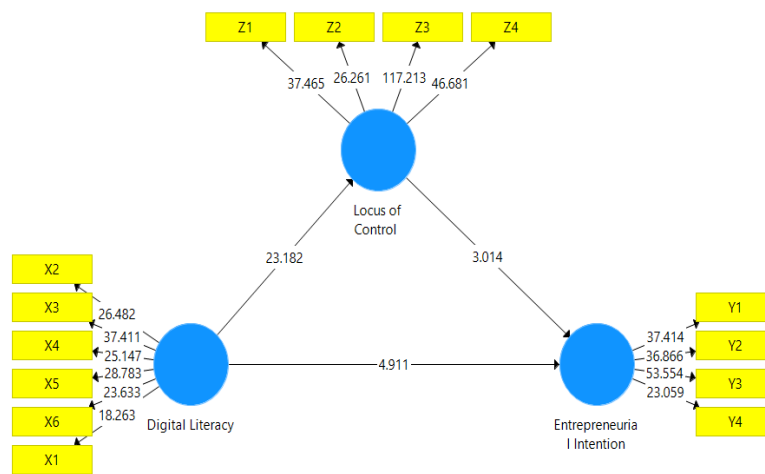 Z1
Z2
Z3
Z4
37.465
26.261
117.213
46.681
Locus of
Control
23.182
3.014
X2
X3
X4
X5
X6
X1
26.482
37.411
25.147
28.783
23.633
18.263
Digital Literacy
4.911
Entrepreneuria
l Intention
37.414
36.866
53.554
23.059
Y1
Y2
Y3
Y4